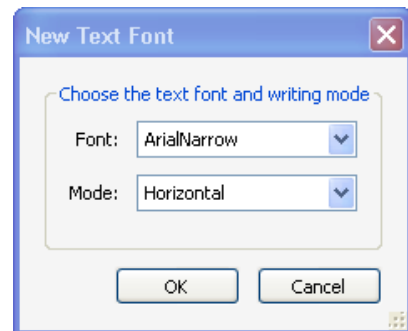 New Text Font
Choose the text font and writing mode
Font: ArialNarrow
Mode: Horizontal
OK Cancel